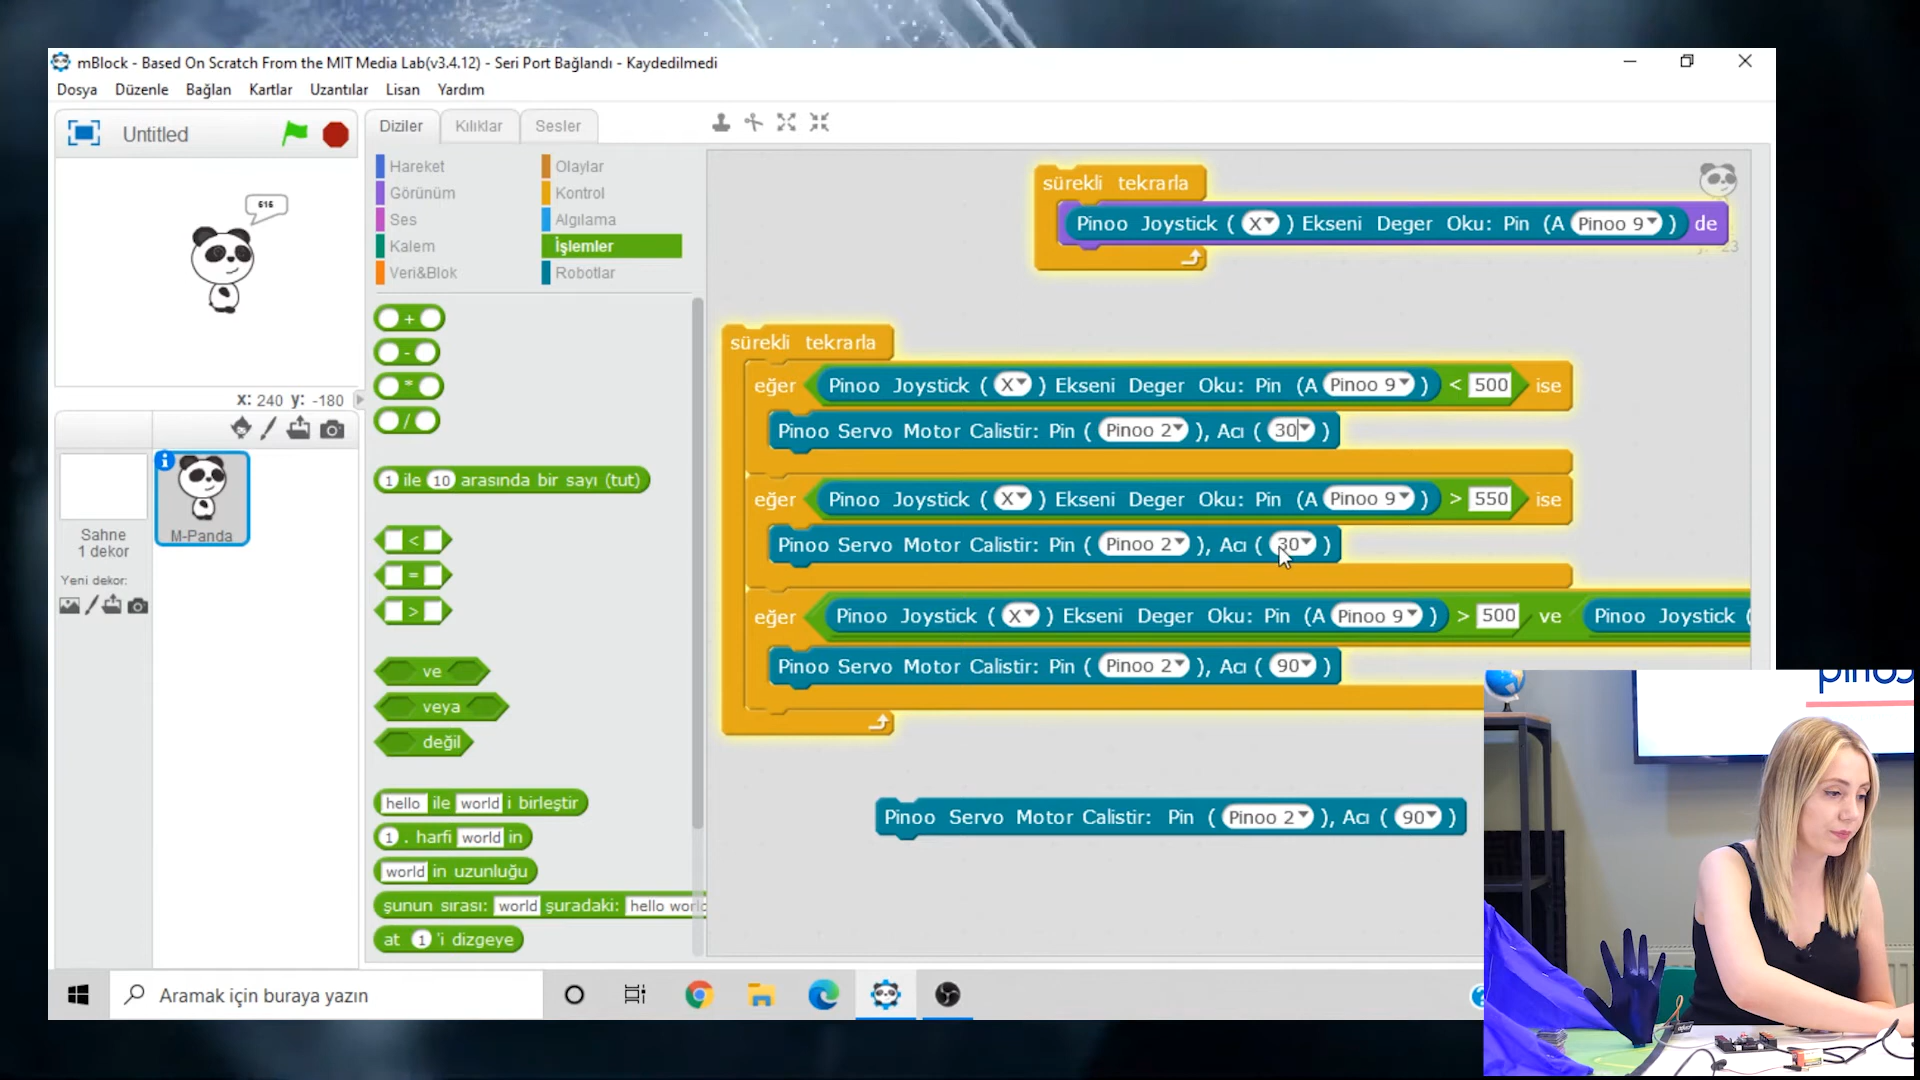 mBlock - Based On Scratch From the MIT Media Lab(v3.4.12) - Seri Port Bağlandı - Kaydedilmedi
Dosya Düzenle Bağlan Kartlar Uzantılar Lisan Yardım
Untitled
Diziler Kılıklar Sesler
616
Hareket Olaylar
Görünüm Kontrol
Ses Algılama
Kalem İşlemler
Veri&Blok Robotlar
x: 240 y: -180
Sahne
1 dekor
M-Panda
Yeni dekor:
+
-
*
/
1 ile 10 arasında bir sayı (tut)
<
=
>
ve
veya
değil
hello ile world i birleştir
1 . harfi world in
world in uzunluğu
şunun sırası: world şuradaki: hello
at 1 'i dizgeye
sürekli tekrarla
Pinoo Joystick ( X ) Ekseni Deger Oku: Pin (A Pinoo 9 ) de
sürekli tekrarla
eğer Pinoo Joystick ( X ) Ekseni Deger Oku: Pin (A Pinoo 9 ) < 500 ise
Pinoo Servo Motor Calistir: Pin ( Pinoo 2 ), Acı ( 30 )
eğer Pinoo Joystick ( X ) Ekseni Deger Oku: Pin (A Pinoo 9 ) > 550 ise
Pinoo Servo Motor Calistir: Pin ( Pinoo 2 ), Acı ( 30 )
eğer Pinoo Joystick ( X ) Ekseni Deger Oku: Pin (A Pinoo 9 ) > 500 ve Pinoo Joystick (
Pinoo Servo Motor Calistir: Pin ( Pinoo 2 ), Acı ( 90 )
Pinoo Servo Motor Calistir: Pin ( Pinoo 2 ), Acı ( 90 )
Aramak için buraya yazın